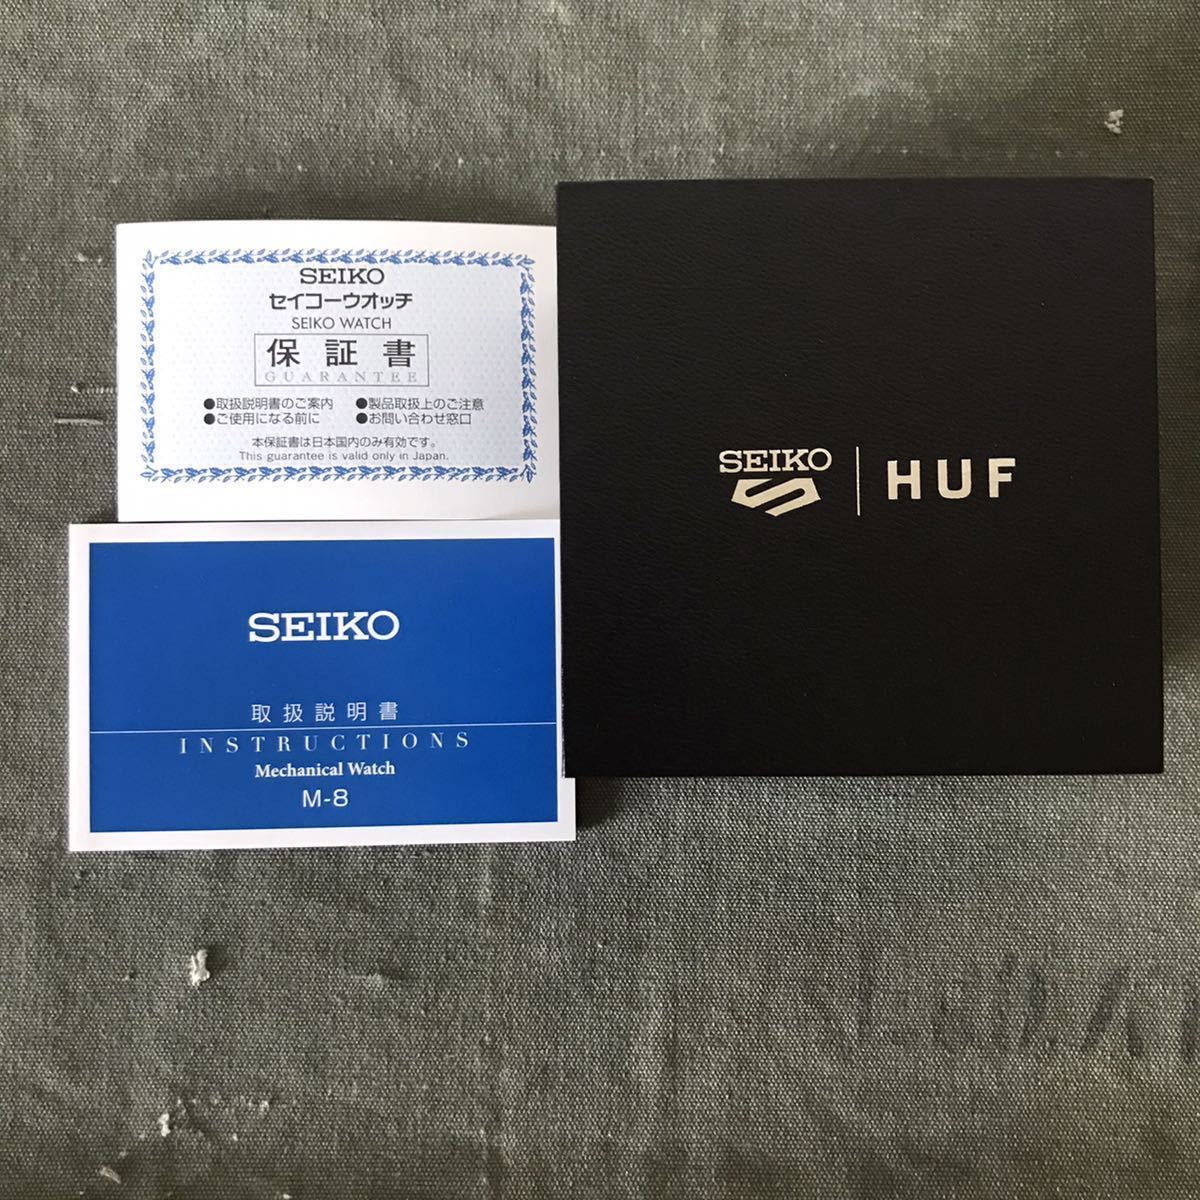 SEIKO
セイコーウオッチ
SEIKO WATCH
保証書
GUARANTEE
●取扱説明書のご案内 ●製品取扱上のご注意
●ご使用になる前に ●お問い合わせ窓口
本保証書は日本国内のみ有効です。
This guarantee is valid only in Japan.
SEIKO
取扱説明書
INSTRUCTIONS
Mechanical Watch
M-8
SEIKO
HUF